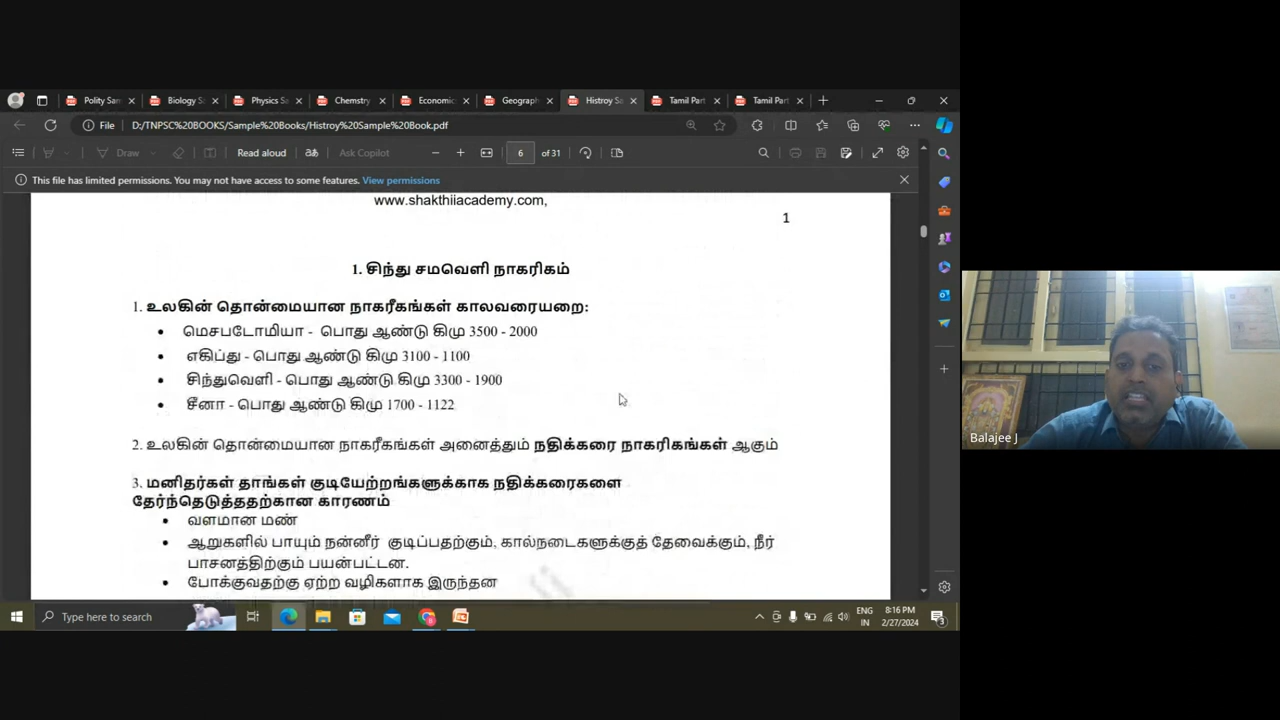 Polity Sam
Biology Sa
Physics Sa
Chemstry
Economic
Geograph
Histroy Sa
Tamil Part
Tamil Part
File
D:/TNPSC%20BOOKS/Sample%20Books/Histroy%20Sample%20Book.pdf
Draw
Read aloud
Ask Copilot
6 of 31
This file has limited permissions. You may not have access to some features. View permissions
www.shakthiiacademy.com,
1
1. சிந்து சமவெளி நாகரிகம்
1. உலகின் தொன்மையான நாகரீகங்கள் காலவரையறை:
• மெசபடோமியா - பொது ஆண்டு கிமு 3500 - 2000
• எகிப்து - பொது ஆண்டு கிமு 3100 - 1100
• சிந்துவெளி - பொது ஆண்டு கிமு 3300 - 1900
• சீனா - பொது ஆண்டு கிமு 1700 - 1122
2. உலகின் தொன்மையான நாகரீகங்கள் அனைத்தும் நதிக்கரை நாகரிகங்கள் ஆகும்
3. மனிதர்கள் தாங்கள் குடியேற்றங்களுக்காக நதிக்கரைகளை
தேர்ந்தெடுத்ததற்கான காரணம்
• வளமான மண்
• ஆறுகளில் பாயும் நன்னீர் குடிப்பதற்கும், கால்நடைகளுக்குத் தேவைக்கும், நீர்
பாசனத்திற்கும் பயன்பட்டன.
• போக்குவதற்கு ஏற்ற வழிகளாக இருந்தன
Balajee J
Type here to search
ENG
IN
8:16 PM
2/27/2024
3